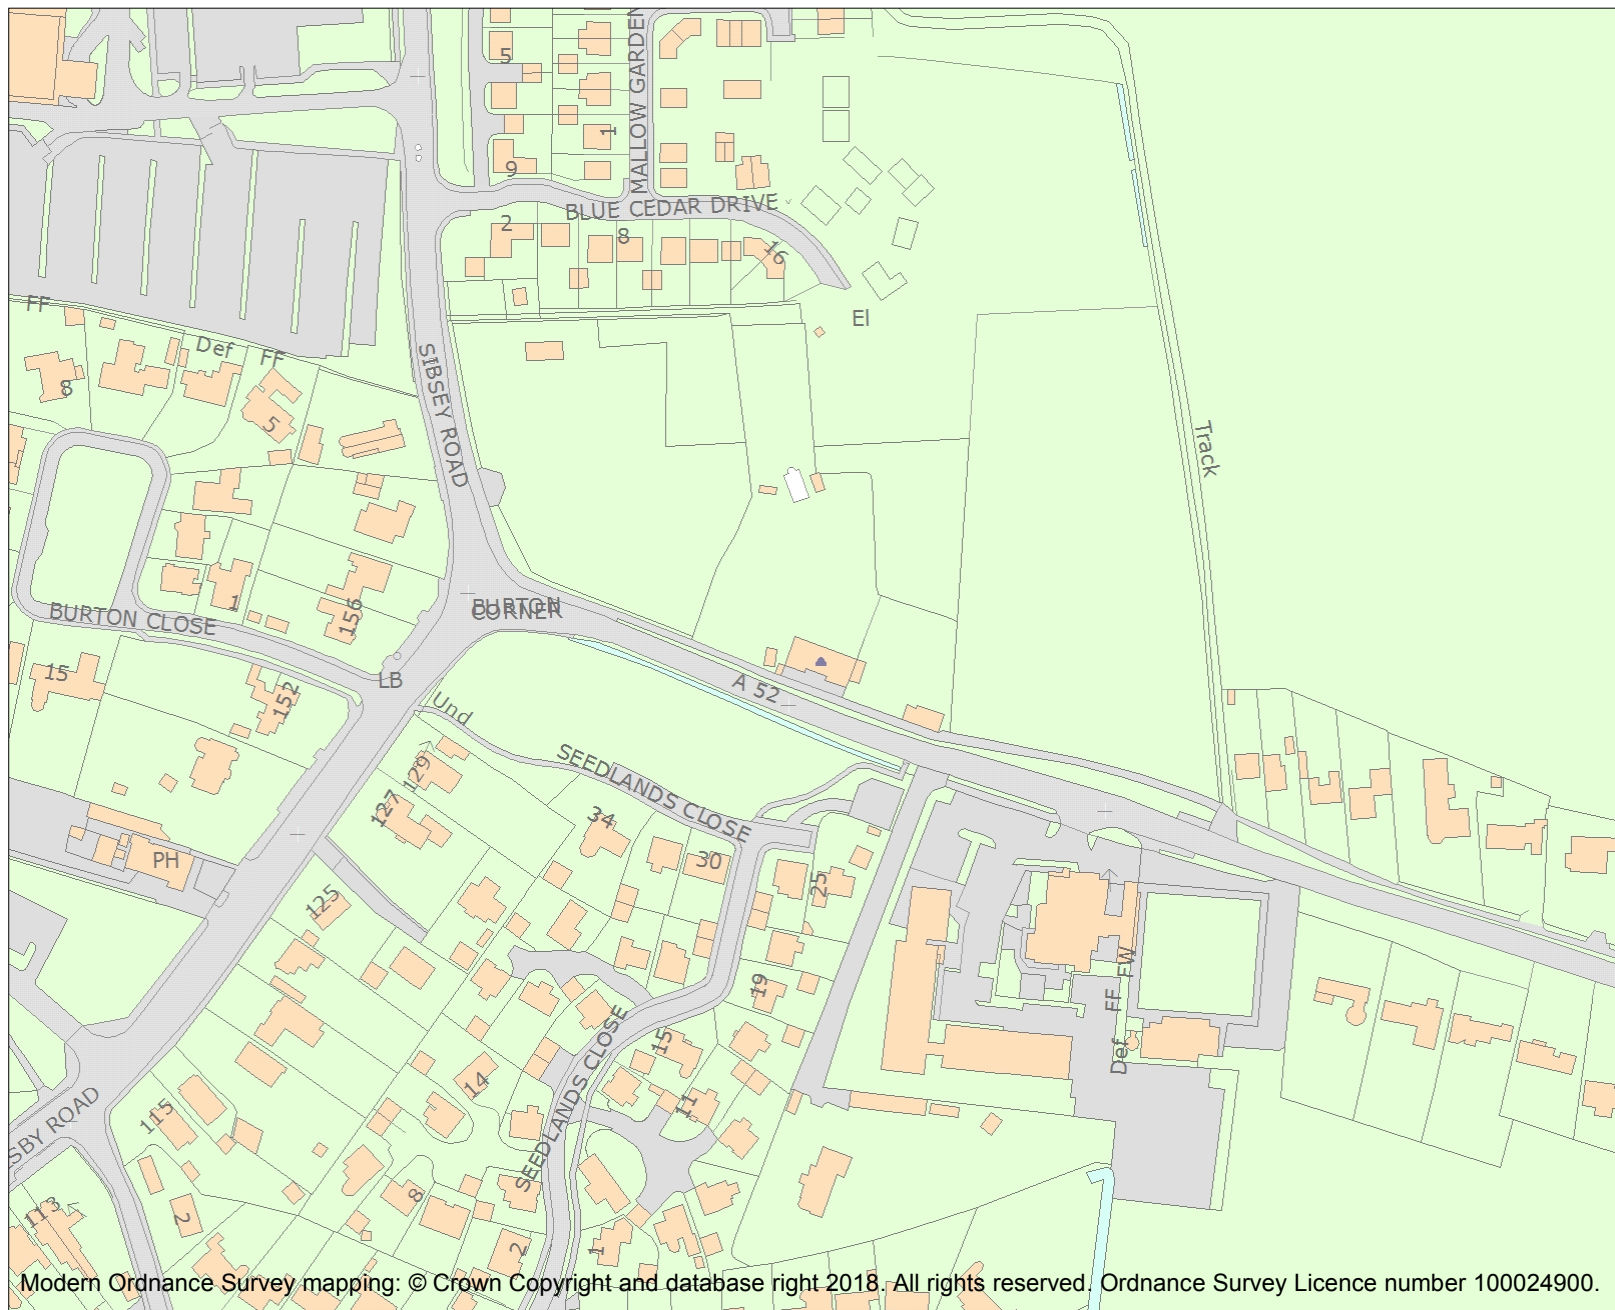 5
MALLOW GARDEN
1
9
2
BLUE CEDAR DRIVE
8
16
FF
El
Def FF
SIBSEY ROAD
8
5
Track
BURTON
CORNER
BURTON CLOSE
1
156
15
152
LB
Und
A 52
SEEDLANDS CLOSE
129
127
34
30
PH
25
125
FW
FF
Def
19
SEEDLANDS CLOSE
15
14
11
SBY ROAD
115
8
113
2
2
1
Modern Ordnance Survey mapping: © Crown Copyright and database right 2018. All rights reserved. Ordnance Survey Licence number 100024900.